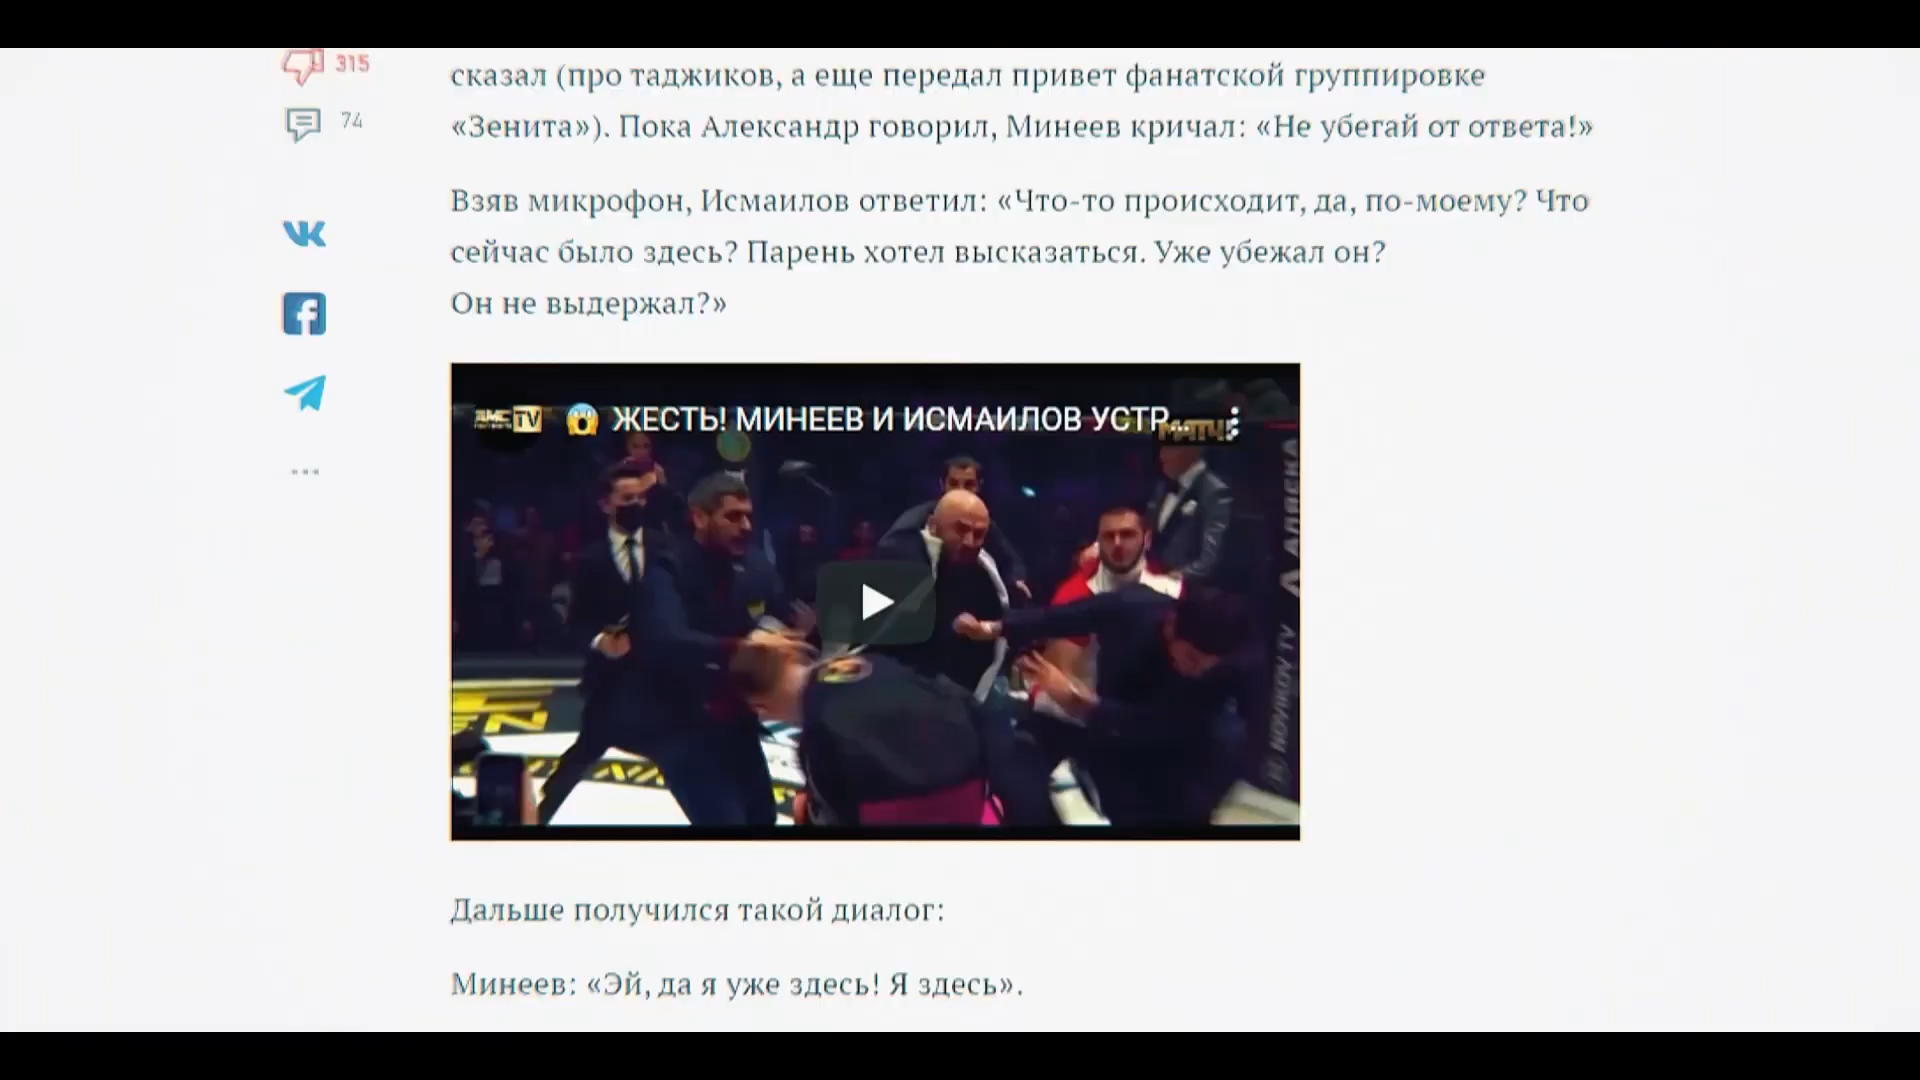 315
сказал (про таджиков, а еще передал привет фанатской группировке
74
«Зенита»). Пока Александр говорил, Минеев кричал: «Не убегай от ответа!»
Взяв микрофон, Исмаилов ответил: «Что-то происходит, да, по-моему? Что
сейчас было здесь? Парень хотел высказаться. Уже убежал он?
Он не выдержал?»
TV
ЖЕСТЬ! МИНЕЕВ И ИСМАИЛОВ УСТР...
МАТЧ!
Дальше получился такой диалог:
Минеев: «Эй, да я уже здесь! Я здесь».